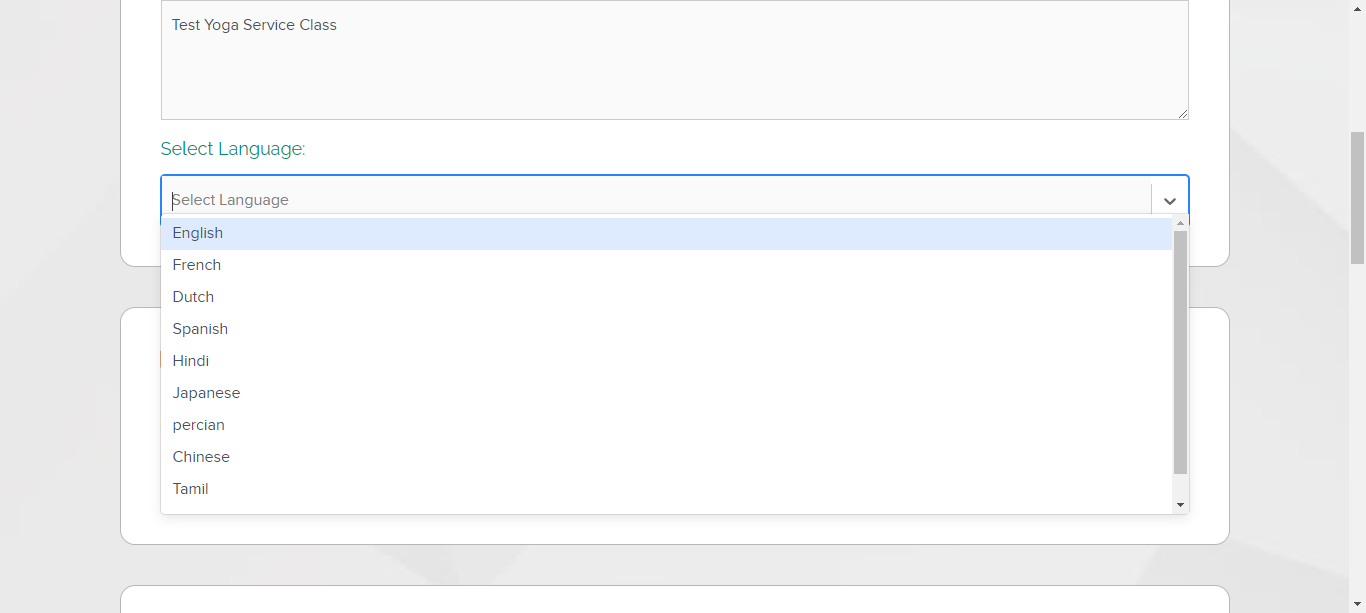 Test Yoga Service Class
Select Language:
Select Language
English
French
Dutch
Spanish
Hindi
Japanese
percian
Chinese
Tamil